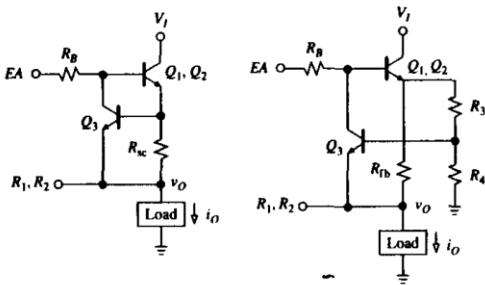 V_I
R_B
EA
Q_1, Q_2
Q_3
R_sc
R_1, R_2
v_O
Load
i_O
V_I
R_B
EA
Q_1, Q_2
R_3
Q_3
R_fb
R_4
R_1, R_2
v_O
Load
i_O